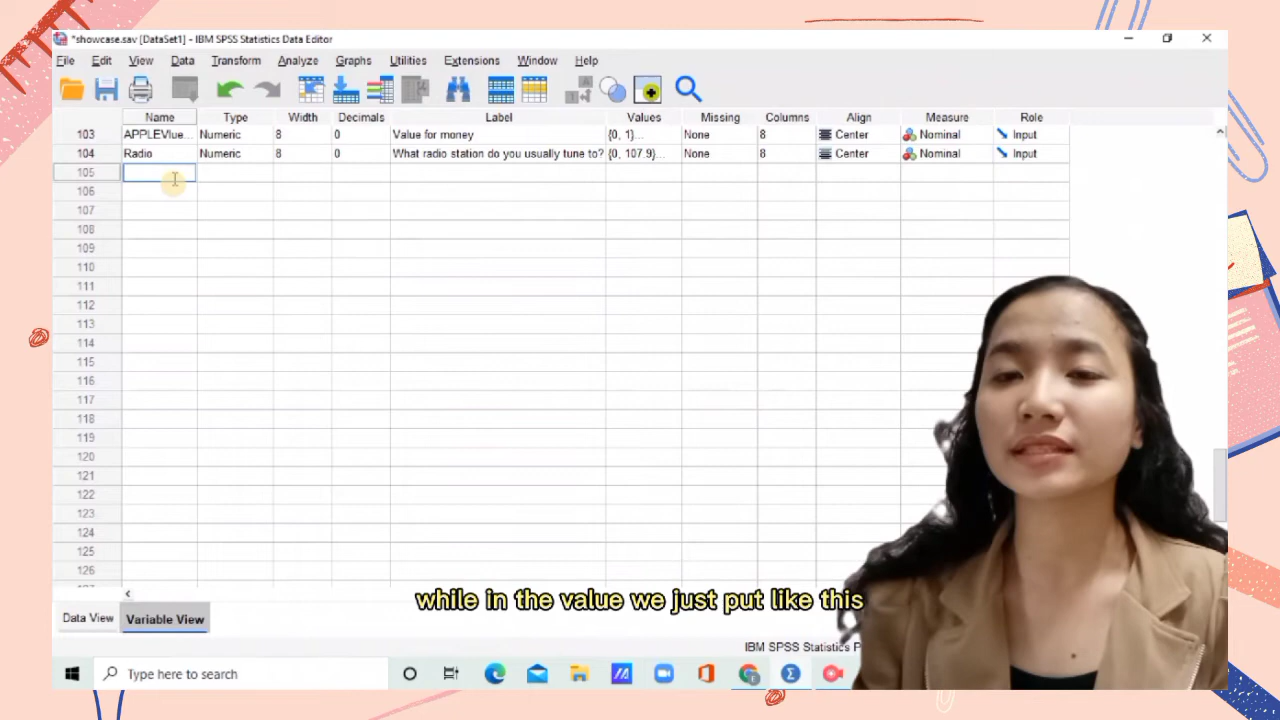 *showcase.sav [DataSet1] - IBM SPSS Statistics Data Editor
File Edit View Data Transform Analyze Graphs Utilities Extensions Window Help
Name Type Width Decimals Label Values Missing Columns Align Measure Role
103 APPLEVlue... Numeric 8 0 Value for money {0, 1}... None 8 Center Nominal Input
104 Radio Numeric 8 0 What radio station do you usually tune to? {0, 107.9}... None 8 Center Nominal Input
105
106
107
108
109
110
111
112
113
114
115
116
117
118
119
120
121
122
123
124
125
126
while in the value we just put like this
Data View Variable View
IBM SPSS Statistics P
Type here to search